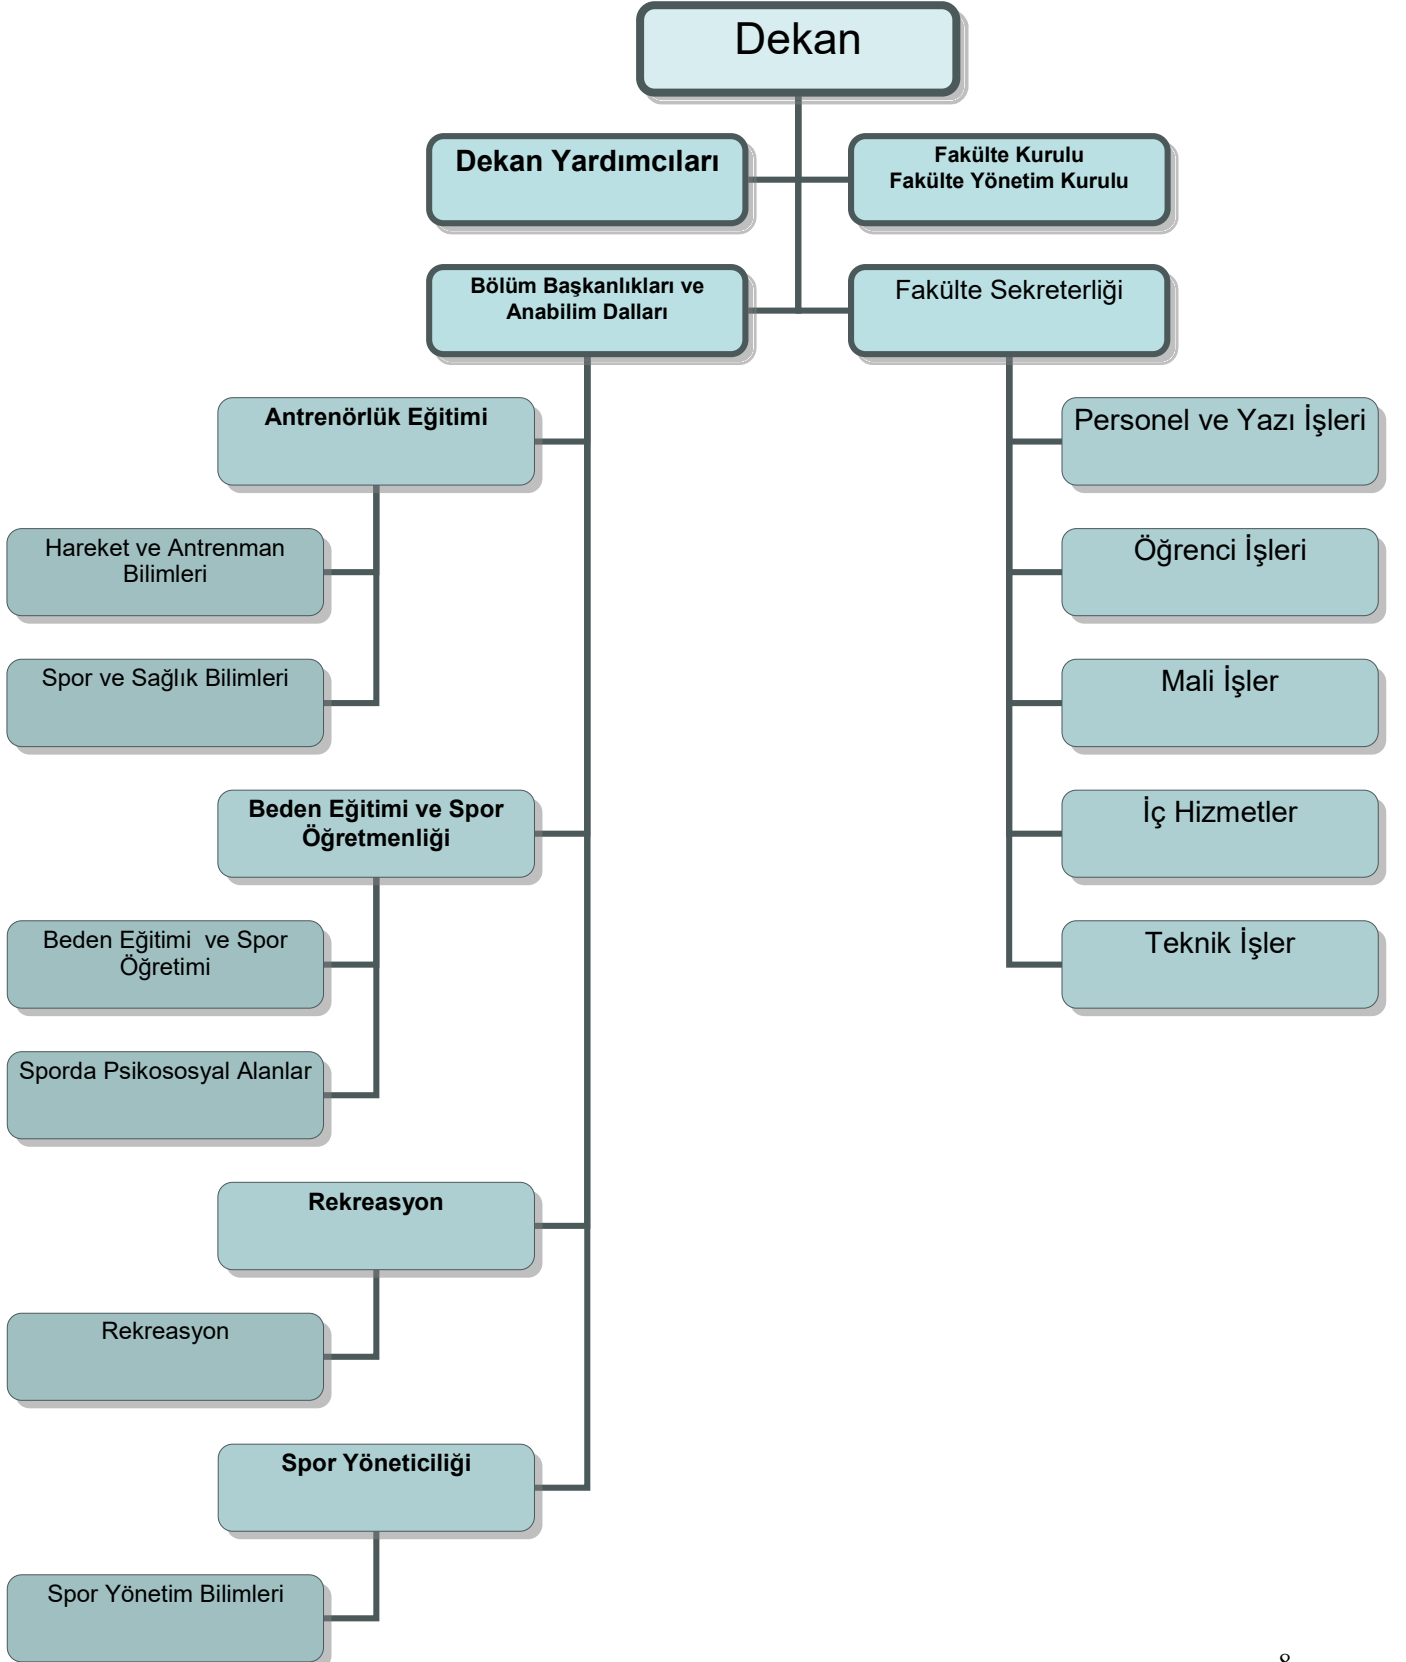 Dekan
Dekan Yardımcıları
Fakülte Kurulu
Fakülte Yönetim Kurulu
Bölüm Başkanlıkları ve
Anabilim Dalları
Fakülte Sekreterliği
Antrenörlük Eğitimi
Personel ve Yazı İşleri
Hareket ve Antrenman
Bilimleri
Öğrenci İşleri
Spor ve Sağlık Bilimleri
Mali İşler
Beden Eğitimi ve Spor
Öğretmenliği
İç Hizmetler
Beden Eğitimi  ve Spor
Öğretimi
Teknik İşler
Sporda Psikososyal Alanlar
Rekreasyon
Rekreasyon
Spor Yöneticiliği
Spor Yönetim Bilimleri
8